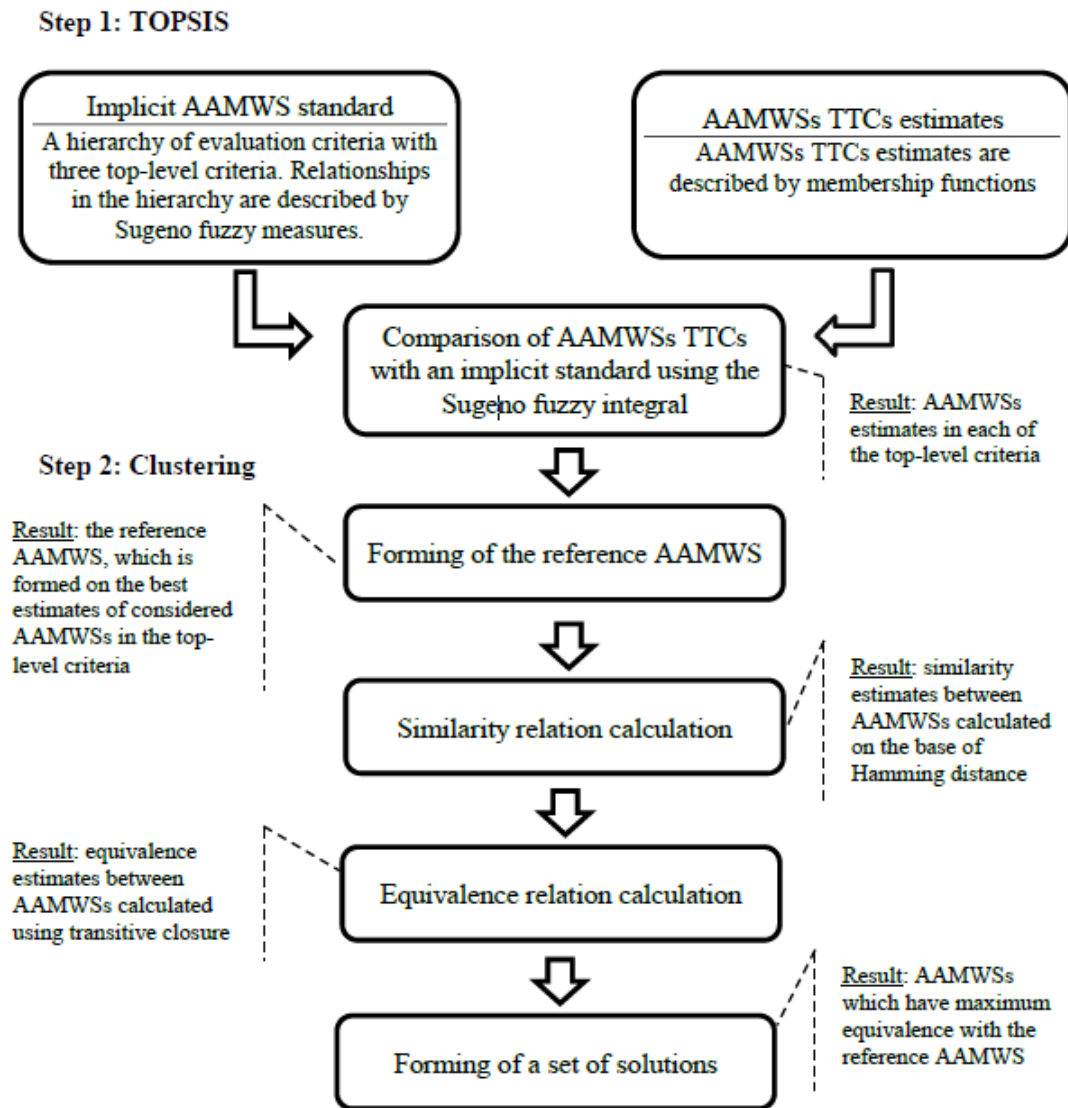 Step 1: TOPSIS
Implicit AAMWS standard
A hierarchy of evaluation criteria with
three top-level criteria. Relationships
in the hierarchy are described by
Sugeno fuzzy measures.
AAMWSs TTCs estimates
AAMWSs TTCs estimates are
described by membership functions
Comparison of AAMWSs TTCs
with an implicit standard using the
Sugeno fuzzy integral
Result: AAMWSs
estimates in each of
the top-level criteria
Step 2: Clustering
Result: the reference
AAMWS, which is
formed on the best
estimates of considered
AAMWSs in the top-
level criteria
Forming of the reference AAMWS
Similarity relation calculation
Result: similarity
estimates between
AAMWSs calculated
on the base of
Hamming distance
Result: equivalence
estimates between
AAMWSs calculated
using transitive closure
Equivalence relation calculation
Forming of a set of solutions
Result: AAMWSs
which have maximum
equivalence with the
reference AAMWS